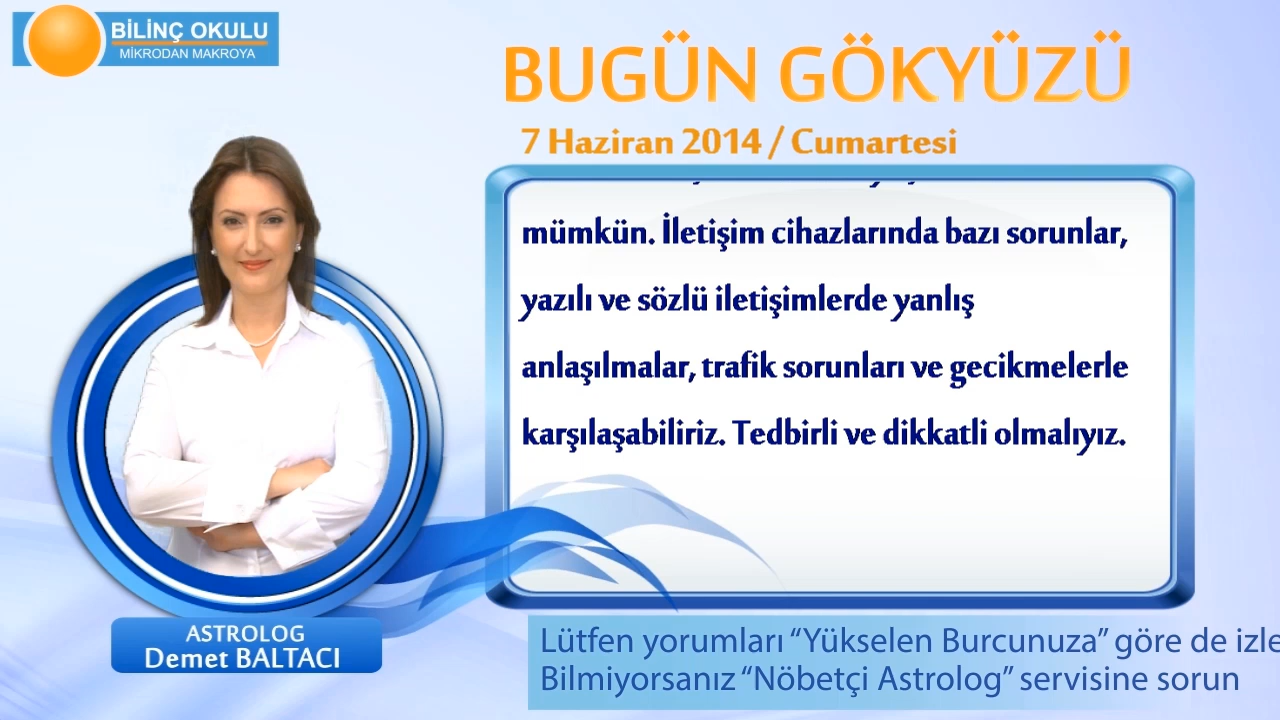 BİLİNÇ OKULU
MİKRODAN MAKROYA
BUGÜN GÖKYÜZÜ
7 Haziran 2014 / Cumartesi
mümkün. İletişim cihazlarında bazı sorunlar,
yazılı ve sözlü iletişimlerde yanlış
anlaşılmalar, trafik sorunları ve gecikmelerle
karşılaşabiliriz. Tedbirli ve dikkatli olmalıyız.
ASTROLOG
Demet BALTACI
Lütfen yorumları “Yükselen Burcunuza” göre de izle
Bilmiyorsanız “Nöbetçi Astrolog” servisine sorun